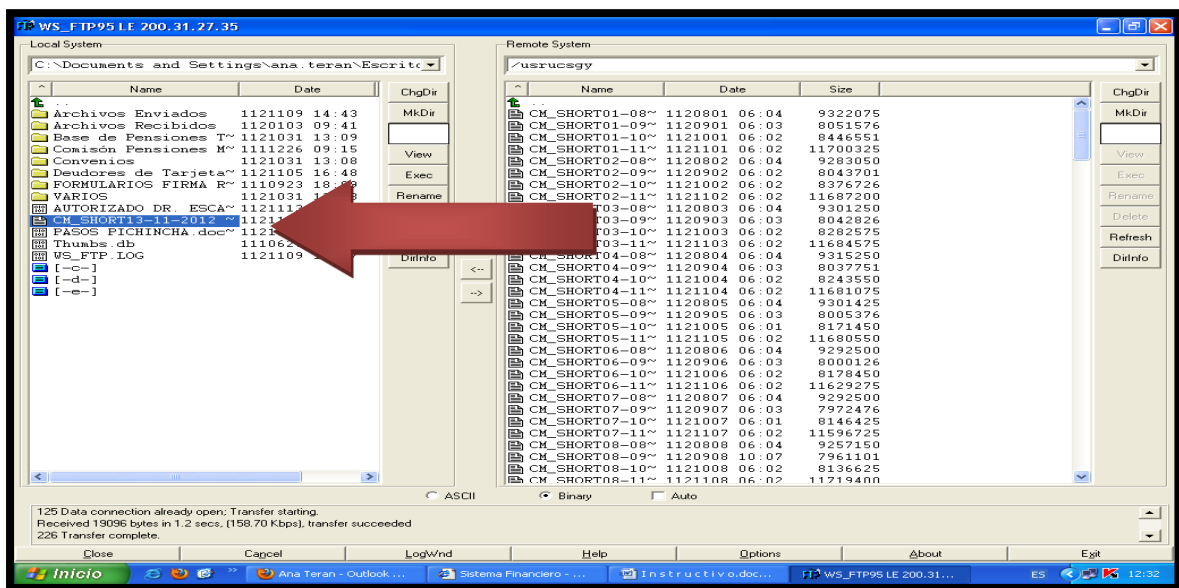 WS_FTP95 LE 200.31.27.35
Local System
C:\Documents and Settings\ana.teran\Escrito
^ Name Date
..
Archivos Enviados 1121109 14:43
Archivos Recibidos 1120103 09:41
Base de Pensiones T~ 1121031 13:09
Comisón Pensiones M~ 1111226 09:15
Convenios 1121031 13:08
Deudores de Tarjeta~ 1121105 16:48
FORMULARIOS FIRMA R~ 1110923
VARIOS 1121031
AUTORIZADO DR. ESCA~
CM_SHORT13-11-2012 ~
PASOS PICHINCHA.doc~
Thumbs.db
WS_FTP.LOG 1121109
[-c-]
[-d-]
[-e-]
ChgDir
MkDir
View
Exec
Rename
DirInfo
<--
-->
Remote System
/usrucsgy
^ Name Date Size
..
CM_SHORT01-08~ 1120801 06:04 9322075
CM_SHORT01-09~ 1120901 06:03 8051576
CM_SHORT01-10~ 1121001 06:02 8446551
CM_SHORT01-11~ 1121101 06:02 11700325
CM_SHORT02-08~ 1120802 06:04 9283050
CM_SHORT02-09~ 1120902 06:02 8043701
CM_SHORT02-10~ 1121002 06:02 8376726
CM_SHORT02-11~ 1121102 06:02 11687200
03-08~ 1120803 06:04 9301250
03-09~ 1120903 06:03 8042826
03-10~ 1121003 06:03 8282575
03-11~ 1121103 06:02 11684575
CM_SHORT04-08~ 1120804 06:04 9315250
CM_SHORT04-09~ 1120904 06:03 8037751
CM_SHORT04-10~ 1121004 06:02 8243550
CM_SHORT04-11~ 1121104 06:02 11681075
CM_SHORT05-08~ 1120805 06:04 9301425
CM_SHORT05-09~ 1120905 06:03 8005376
CM_SHORT05-10~ 1121005 06:01 8171450
CM_SHORT05-11~ 1121105 06:02 11680550
CM_SHORT06-08~ 1120806 06:04 9292500
CM_SHORT06-09~ 1120906 06:03 8000126
CM_SHORT06-10~ 1121006 06:02 8178450
CM_SHORT06-11~ 1121106 06:02 11629275
CM_SHORT07-08~ 1120807 06:04 9292500
CM_SHORT07-09~ 1120907 06:03 7972476
CM_SHORT07-10~ 1121007 06:01 8146425
CM_SHORT07-11~ 1121107 06:02 11596725
CM_SHORT08-08~ 1120808 06:04 9257150
CM_SHORT08-09~ 1120908 10:07 7961101
CM_SHORT08-10~ 1121008 06:02 8136625
CM_SHORT08-11~ 1121108 06:02 11719400
ChgDir
MkDir
View
Exec
Rename
Delete
Refresh
DirInfo
ASCII Binary Auto
125 Data connection already open; Transfer starting.
Received 19096 bytes in 1.2 secs, (158.70 Kbps), transfer succeeded
226 Transfer complete.
Close Cancel LogWnd Help Options About Exit
Inicio Ana Teran - Outlook ... Sistema Financiero - ... Instructivo.doc... WS_FTP95 LE 200.31... ES 12:32